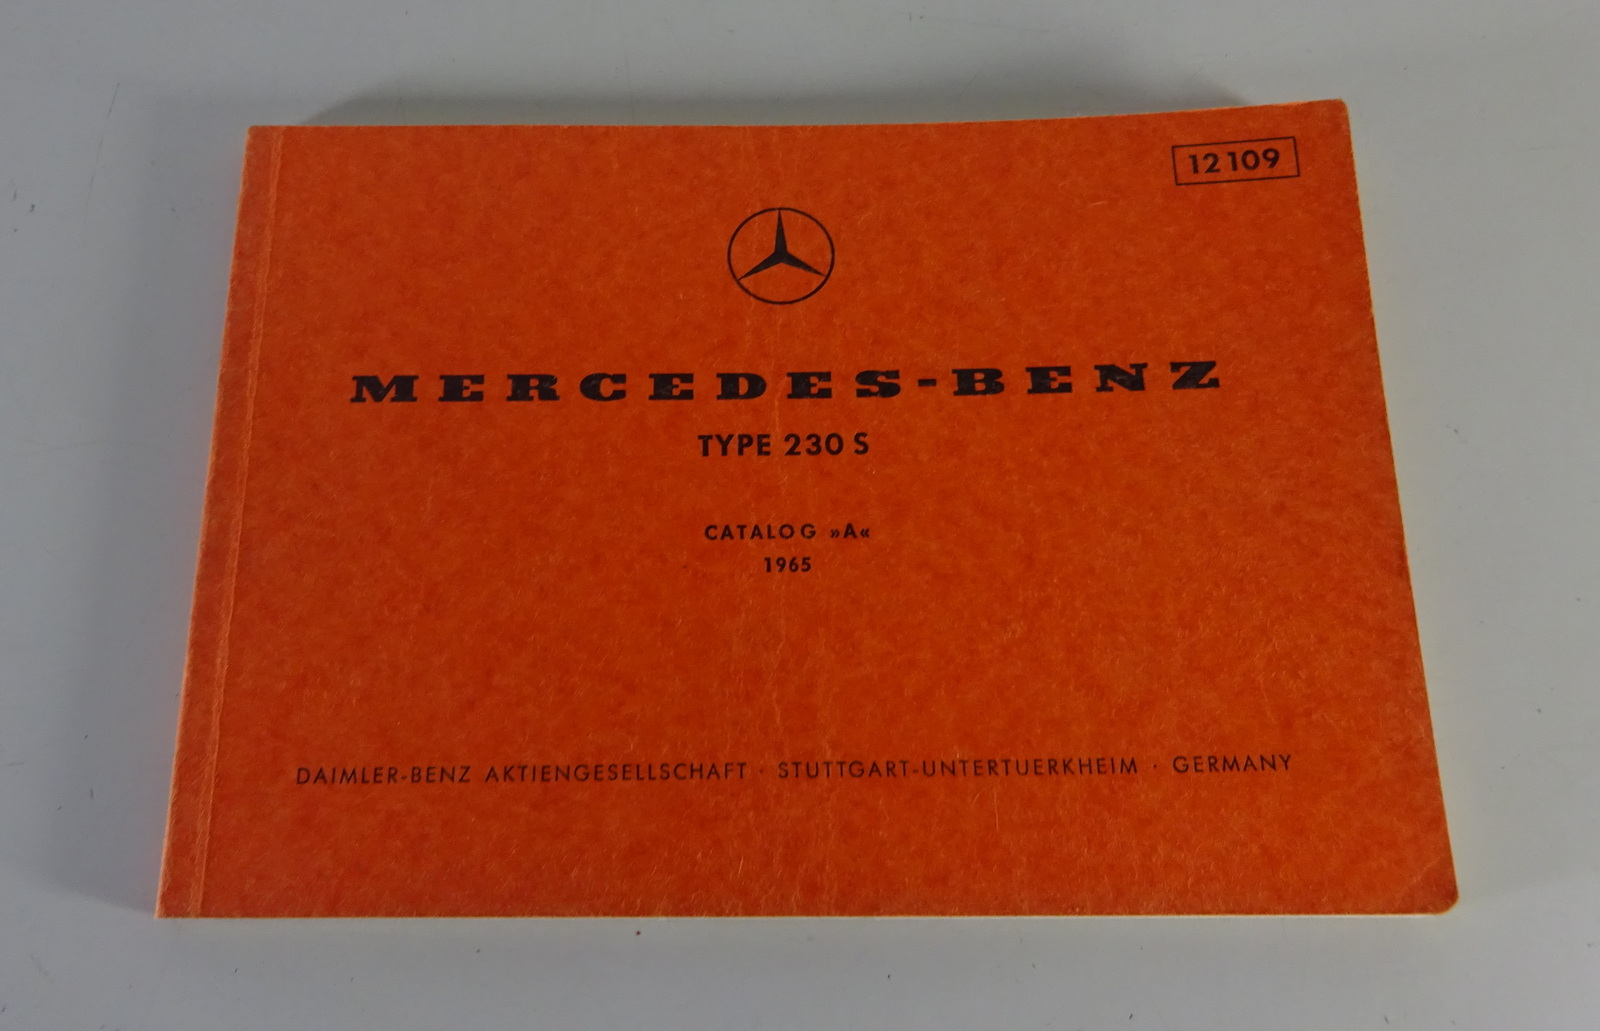 12109
MERCEDES-BENZ
TYPE 230 S
CATALOG »A«
1965
DAIMLER-BENZ AKTIENGESELLSCHAFT · STUTTGART-UNTERTUERKHEIM · GERMANY